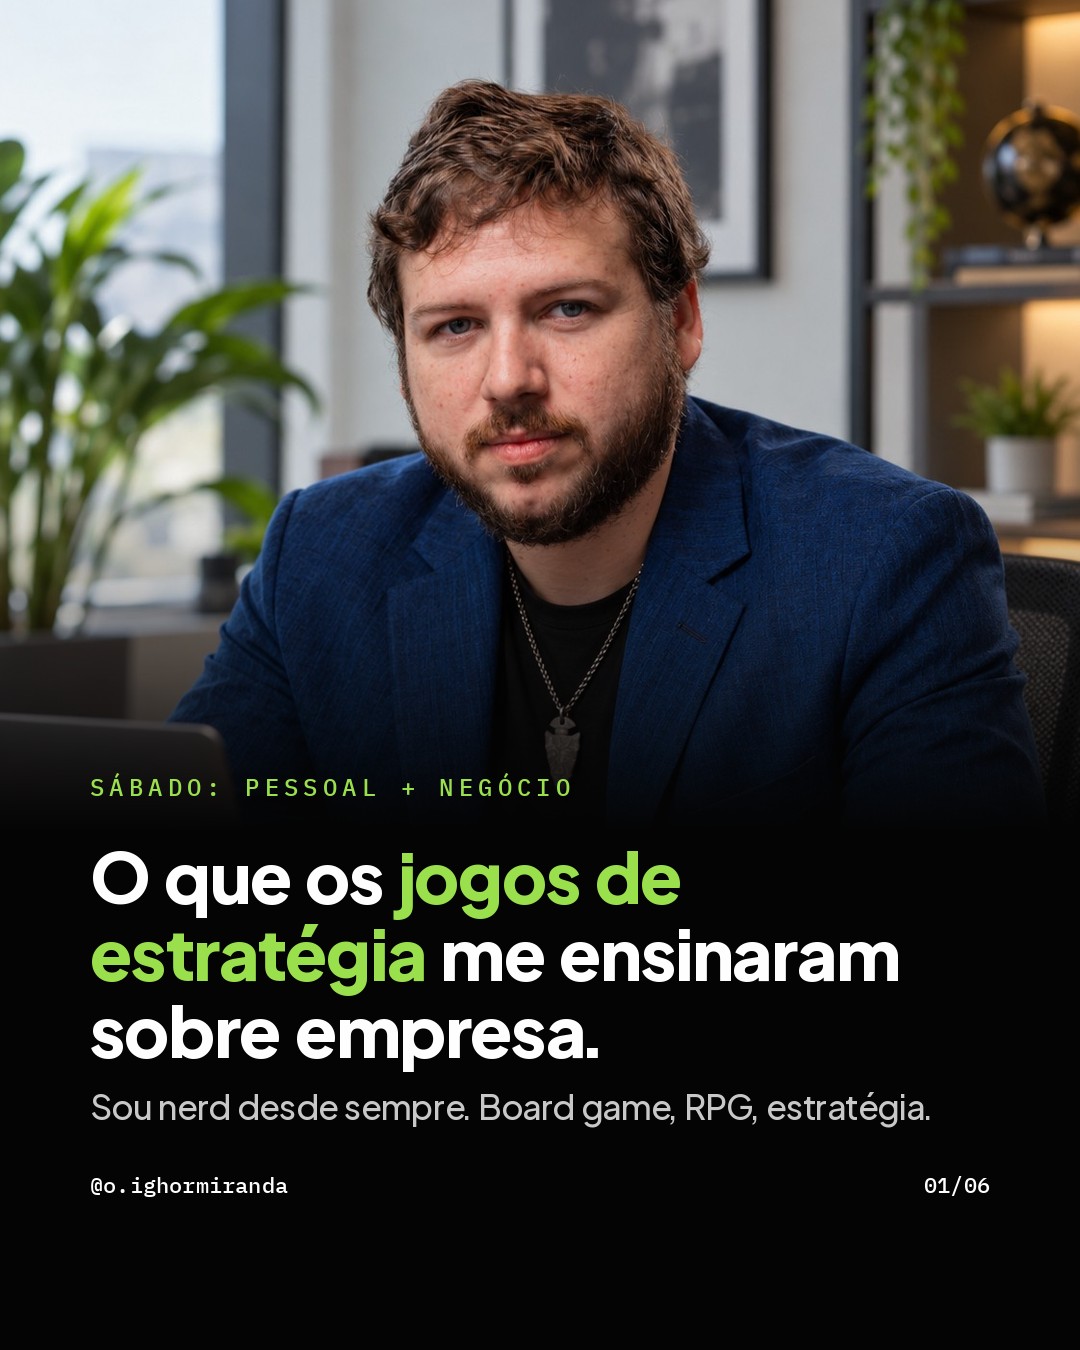 SÁBADO: PESSOAL + NEGÓCIO
O que os jogos de
estratégia me ensinaram
sobre empresa.
Sou nerd desde sempre. Board game, RPG, estratégia.
@o.ighormiranda
01/06